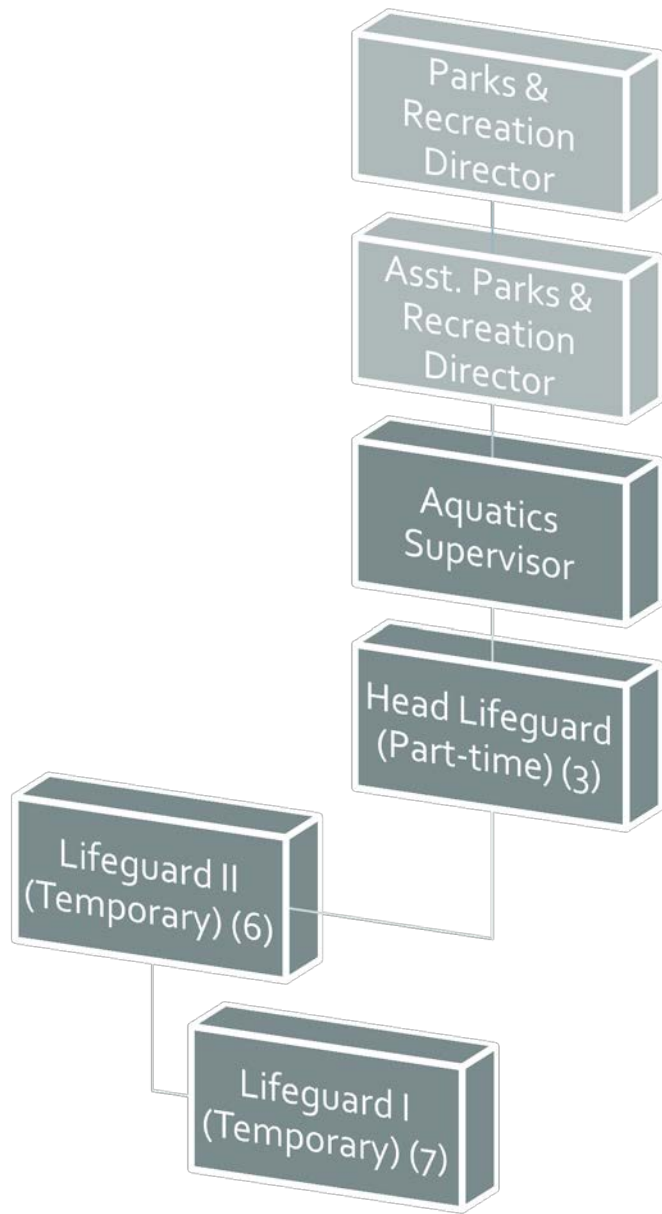 Parks &
Recreation
Director
Asst. Parks &
Recreation
Director
Aquatics
Supervisor
Head Lifeguard
(Part-time) (3)
Lifeguard II
(Temporary) (6)
Lifeguard I
(Temporary) (7)